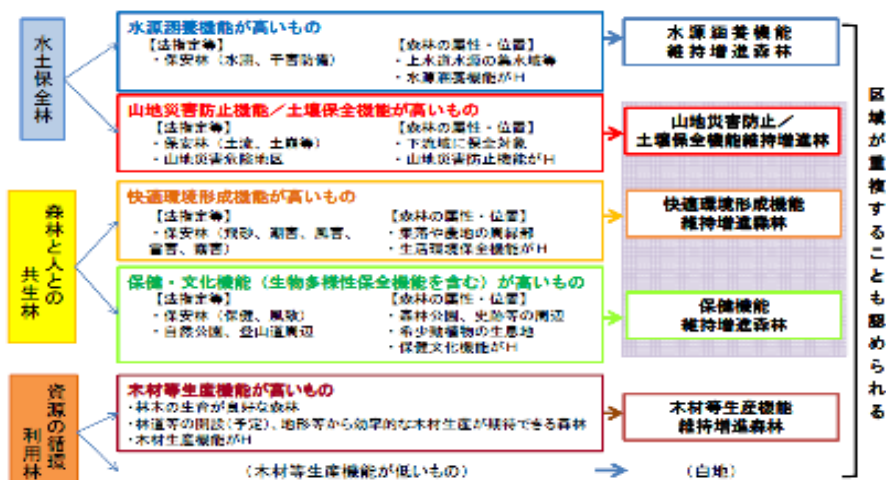 水土保全林
水源涵養機能が高いもの
【法指定等】
・保安林（水涵、干害防備）
【森林の属性・位置】
・上水道水源の集水域等
・水源涵養機能がH
水源涵養機能
維持増進森林
山地災害防止機能／土壌保全機能が高いもの
【法指定等】
・保安林（土流、土崩等）
・山地災害危険地区
【森林の属性・位置】
・下流域に保全対象
・山地災害防止機能がH
山地災害防止／
土壌保全機能維持増進林
森林と人との
共生林
快適環境形成機能が高いもの
【法指定等】
・保安林（飛砂、潮害、風害、
雪害、霧害）
【森林の属性・位置】
・集落や農地の周縁部
・生活環境保全機能がH
快適環境形成機能
維持増進森林
保健・文化機能（生物多様性保全機能を含む）が高いもの
【法指定等】
・保安林（保健、風致）
・自然公園、登山道周辺
【森林の属性・位置】
・森林公園、史跡等の周辺
・希少動植物の生息地
・保健文化機能がH
保健機能
維持増進森林
資源の循環
利用林
木材等生産機能が高いもの
・林木の生育が良好な森林
・林道等の開設（予定）、地形等から効率的な木材生産が期待できる森林
・木材生産機能がH
木材等生産機能
維持増進森林
（木材等生産機能が低いもの）
（白地）
区域が重複することも認められる